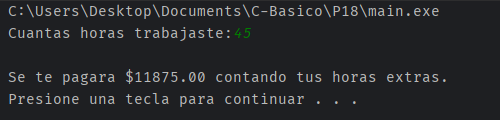 C:\Users\Desktop\Documents\C-Basico\P18\main.exe
Cuantas horas trabajaste:45
Se te pagara $11875.00 contando tus horas extras.
Presione una tecla para continuar . . .